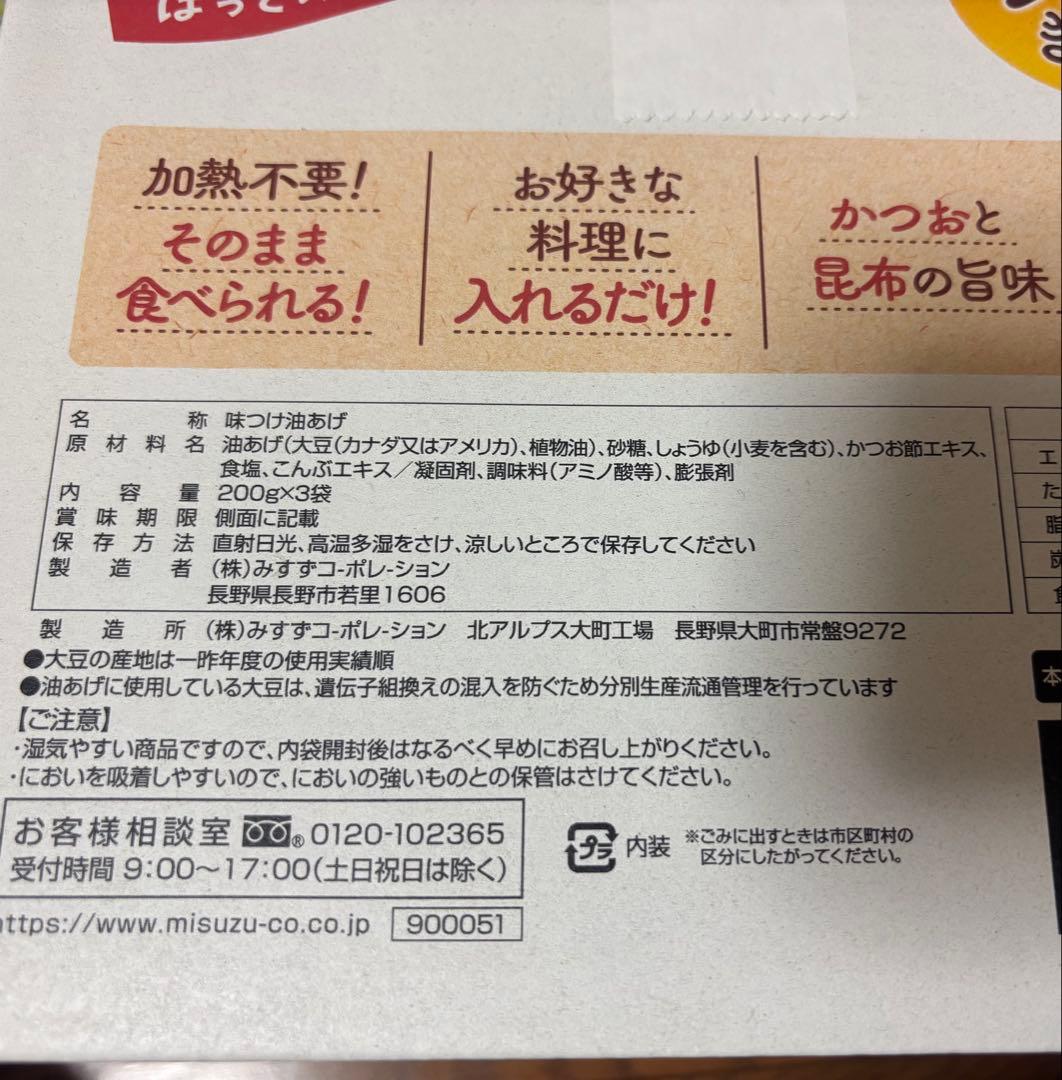 加熱不要!
そのまま
食べられる!
お好きな
料理に
入れるだけ!
かつおと
昆布の旨味
名称 味つけ油あげ
原材料名 油あげ(大豆(カナダ又はアメリカ)、植物油)、砂糖、しょうゆ(小麦を含む)、かつお節エキス、
食塩、こんぶエキス/凝固剤、調味料(アミノ酸等)、膨張剤
内容量 200g×3袋
賞味期限 側面に記載
保存方法 直射日光、高温多湿をさけ、涼しいところで保存してください
製造者 (株)みすずコーポレーション
長野県長野市若里1606
製造所 (株)みすずコーポレーション 北アルプス大町工場 長野県大町市常盤9272
●大豆の産地は一昨年度の使用実績順
●油あげに使用している大豆は、遺伝子組換えの混入を防ぐため分別生産流通管理を行っています
【ご注意】
・湿気やすい商品ですので、内袋開封後はなるべく早めにお召し上がりください。
・においを吸着しやすいので、においの強いものとの保管はさけてください。
お客様相談室 ® 0120-102365
受付時間 9:00〜17:00(土日祝日は除く)
https://www.misuzu-co.co.jp 900051
プラ 内装 ※ごみに出すときは市区町村の
区分にしたがってください。
エ
た
脂
炭
食
本